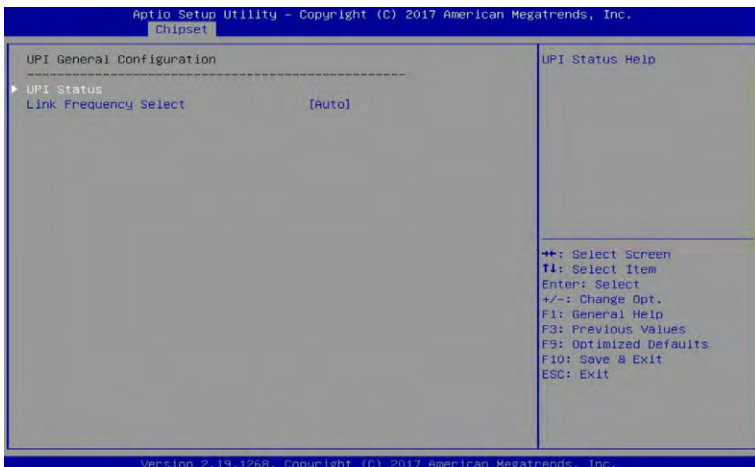 Aptio Setup Utility – Copyright (C) 2017 American Megatrends, Inc.
Chipset
UPI General Configuration
--------------------------------------------------
UPI Status
Link Frequency Select [Auto]
UPI Status Help
→←: Select Screen
↑↓: Select Item
Enter: Select
+/-: Change Opt.
F1: General Help
F3: Previous Values
F9: Optimized Defaults
F10: Save & Exit
ESC: Exit
Version 2.19.1268. Copyright (C) 2017 American Megatrends, Inc.